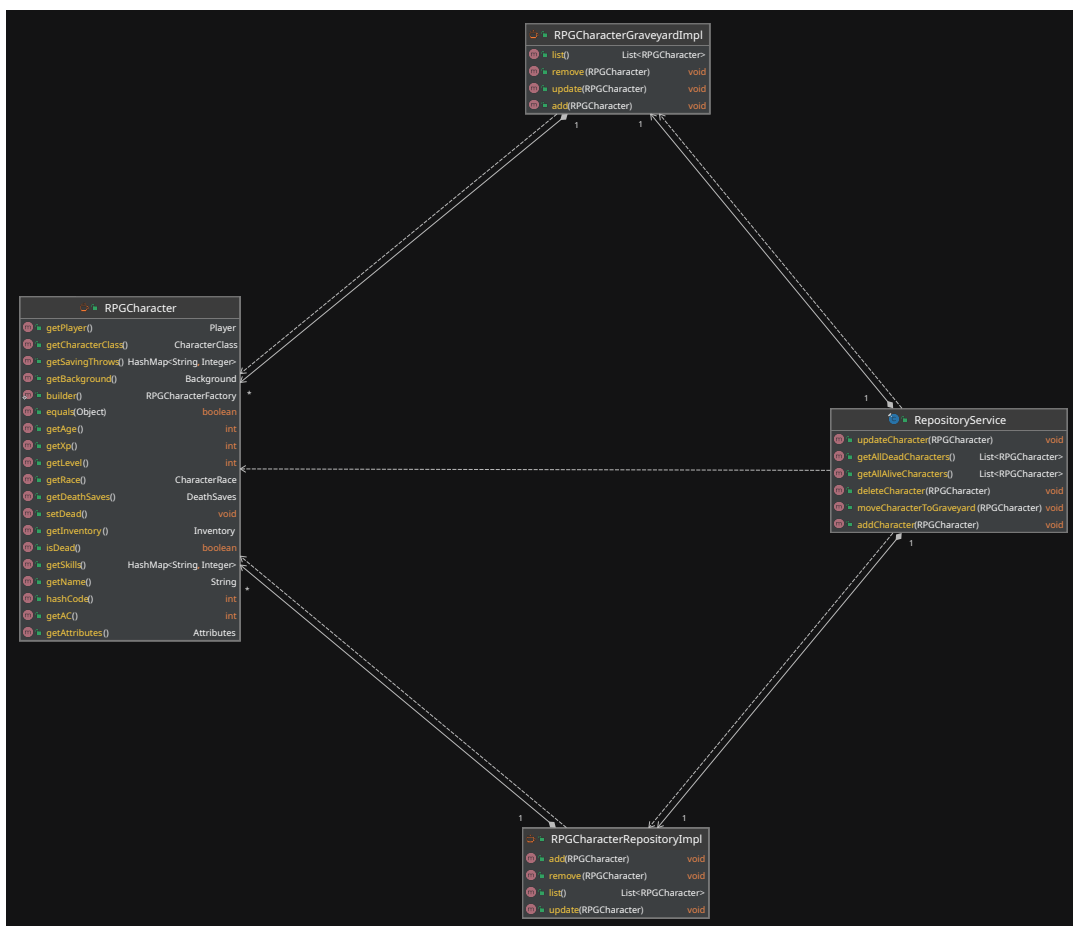 RPGCharacterGraveyardImpl
list() List<RPGCharacter>
remove(RPGCharacter) void
update(RPGCharacter) void
add(RPGCharacter) void
1
1
RPGCharacter
getPlayer() Player
getCharacterClass() CharacterClass
getSavingThrows() HashMap<String, Integer>
getBackground() Background
builder() RPGCharacterFactory
equals(Object) boolean
getAge() int
getXp() int
getLevel() int
getRace() CharacterRace
getDeathSaves() DeathSaves
setDead() void
getInventory() Inventory
isDead() boolean
getSkills() HashMap<String, Integer>
getName() String
hashCode() int
getAC() int
getAttributes() Attributes
*
*
1
RepositoryService
updateCharacter(RPGCharacter) void
getAllDeadCharacters() List<RPGCharacter>
getAllAliveCharacters() List<RPGCharacter>
deleteCharacter(RPGCharacter) void
moveCharacterToGraveyard(RPGCharacter) void
addCharacter(RPGCharacter) void
1
1
1
RPGCharacterRepositoryImpl
add(RPGCharacter) void
remove(RPGCharacter) void
list() List<RPGCharacter>
update(RPGCharacter) void